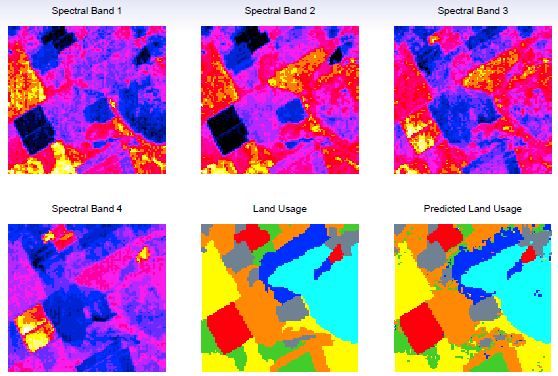 Spectral Band 1
Spectral Band 2
Spectral Band 3
Spectral Band 4
Land Usage
Predicted Land Usage